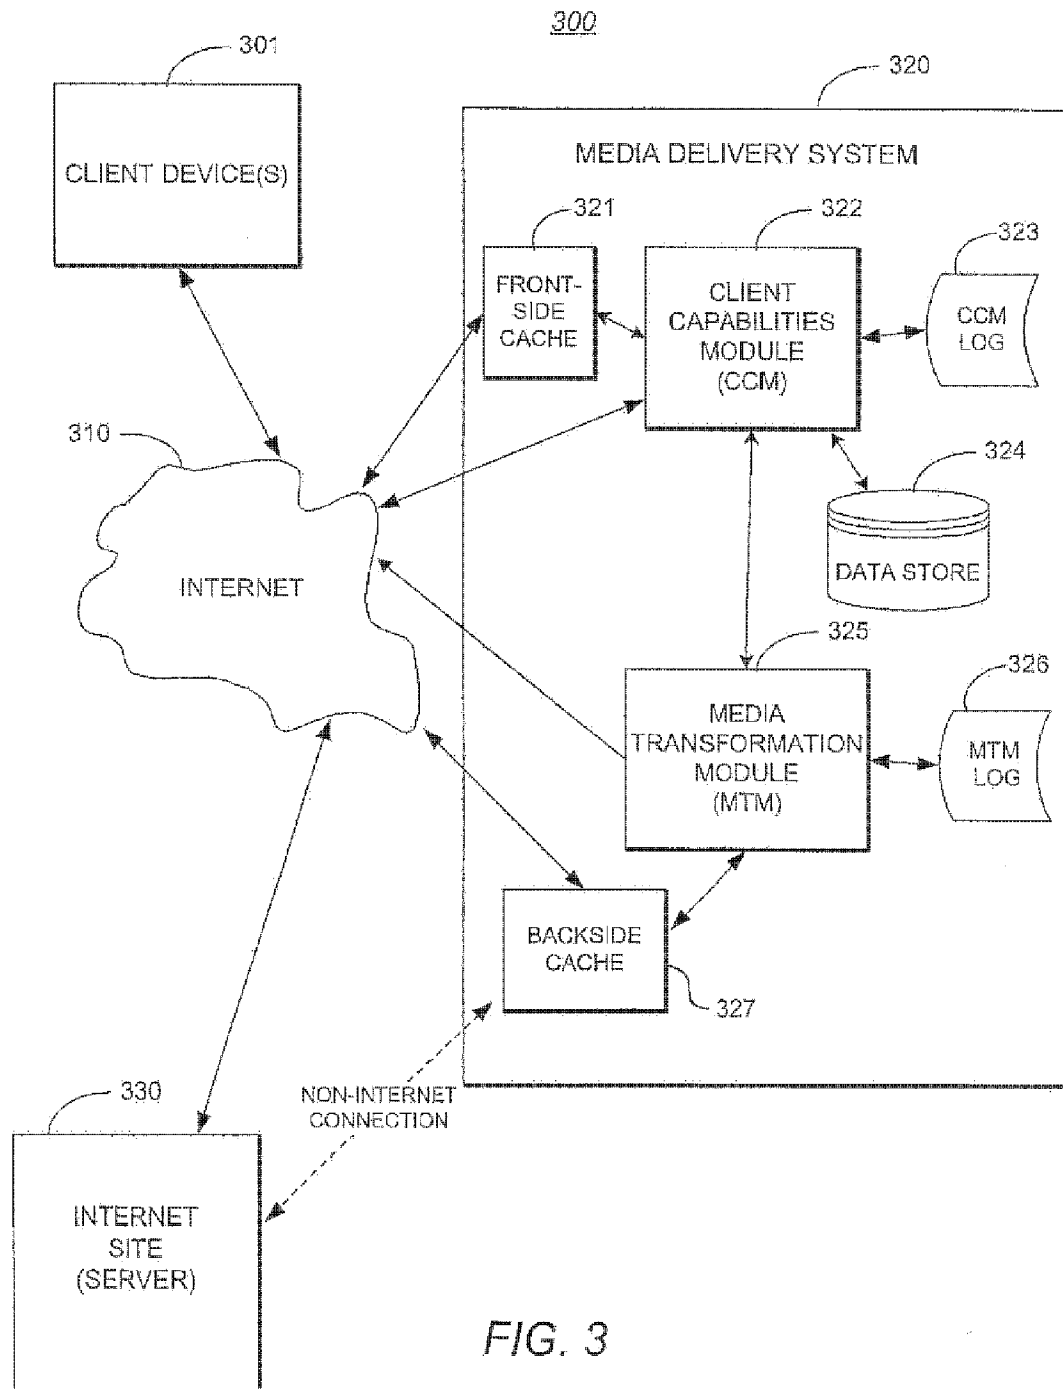 300
301
320
CLIENT DEVICE(S)
MEDIA DELIVERY SYSTEM
321
322
323
FRONT-
SIDE
CACHE
CLIENT
CAPABILITIES
MODULE
(CCM)
CCM
LOG
310
324
INTERNET
DATA STORE
325
326
MEDIA
TRANSFORMATION
MODULE
(MTM)
MTM
LOG
BACKSIDE
CACHE
327
NON-INTERNET
CONNECTION
330
INTERNET
SITE
(SERVER)
FIG. 3